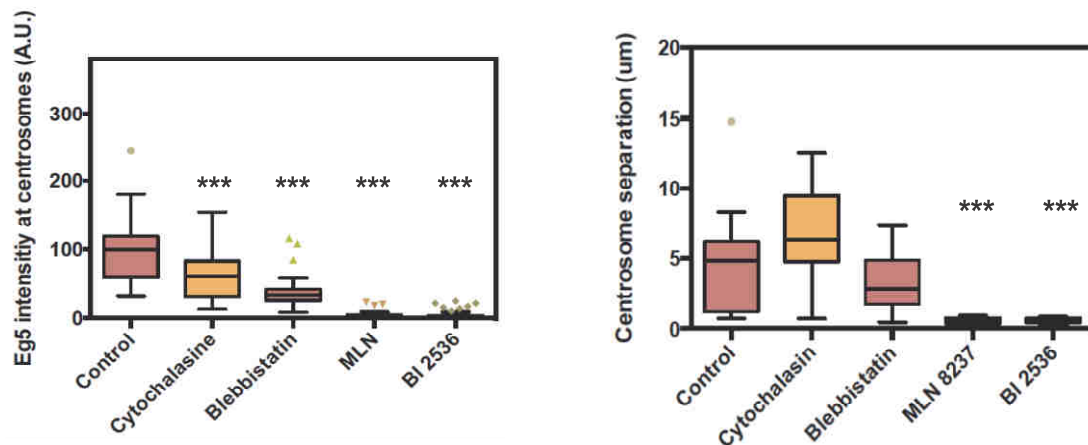 Eg5 intensitiy at centrosomes (A.U.)
300
200
100
0
*** *** *** ***
Control
Cytochalasine
Blebbistatin
MLN
BI 2536
Centrosome separation (um)
20
15
10
5
0
*** ***
Control
Cytochalasin
Blebbistatin
MLN 8237
BI 2536